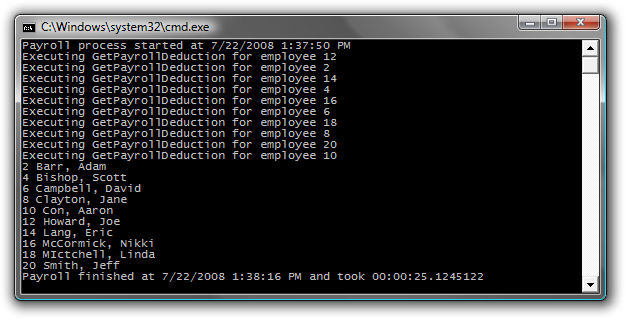 C:\Windows\system32\cmd.exe
Payroll process started at 7/22/2008 1:37:50 PM
Executing GetPayrollDeduction for employee 12
Executing GetPayrollDeduction for employee 2
Executing GetPayrollDeduction for employee 14
Executing GetPayrollDeduction for employee 4
Executing GetPayrollDeduction for employee 16
Executing GetPayrollDeduction for employee 6
Executing GetPayrollDeduction for employee 18
Executing GetPayrollDeduction for employee 8
Executing GetPayrollDeduction for employee 20
Executing GetPayrollDeduction for employee 10
2 Barr, Adam
4 Bishop, Scott
6 Campbell, David
8 Clayton, Jane
10 Con, Aaron
12 Howard, Joe
14 Lang, Eric
16 McCormick, Nikki
18 MIctchell, Linda
20 Smith, Jeff
Payroll finished at 7/22/2008 1:38:16 PM and took 00:00:25.1245122